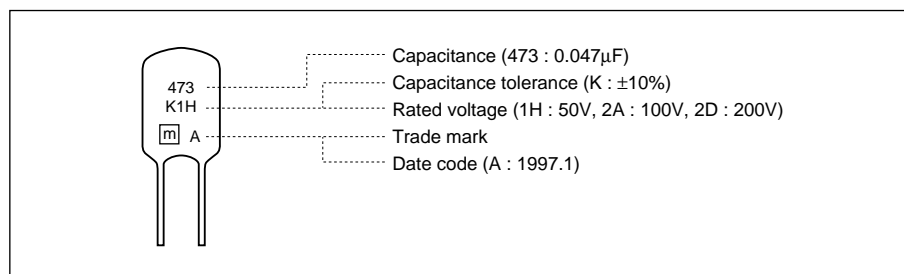 473
K1H
m A
Capacitance (473 : 0.047μF)
Capacitance tolerance (K : ±10%)
Rated voltage (1H : 50V, 2A : 100V, 2D : 200V)
Trade mark
Date code (A : 1997.1)